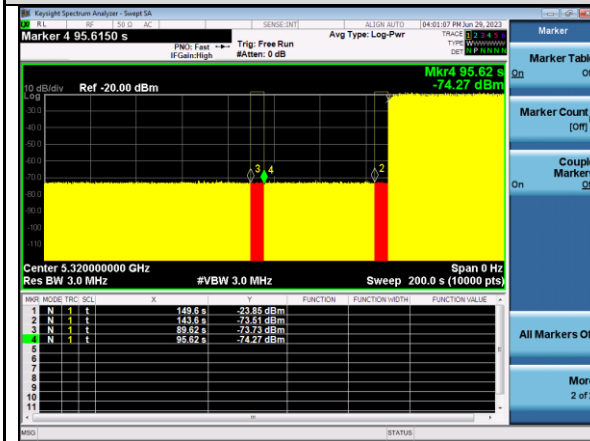 Keysight Spectrum Analyzer - Swept SA
RL RF 50 Ω AC SENSE:INT ALIGN AUTO 04:01:07 PM Jun 29, 2023
Marker 4 95.6150 s
PNO: Fast
IFGain:High
Trig: Free Run
#Atten: 0 dB
Avg Type: Log-Pwr
TRACE 1 2 3 4 5 6
TYPE WWWWWW
DET N P N N N N
Marker
Marker Table
On
Marker Count
[Off]
Couple
Markers
On
All Markers Of
More
2 of
Mkr4 95.62 s
-74.27 dBm
10 dB/div Ref -20.00 dBm
Log
-30.0
-40.0
-50.0
-60.0
-70.0
-80.0
-90.0
-100
-110
3 4 2
Center 5.320000000 GHz Span 0 Hz
Res BW 3.0 MHz #VBW 3.0 MHz Sweep 200.0 s (10000 pts)
MKR MODE TRC SCL X Y FUNCTION FUNCTION WIDTH FUNCTION VALUE
1 N 1 t 149.6 s -23.85 dBm
2 N 1 t 143.6 s -73.51 dBm
3 N 1 t 89.62 s -73.73 dBm
4 N 1 t 95.62 s -74.27 dBm
5
6
7
8
9
10
11
MSG STATUS